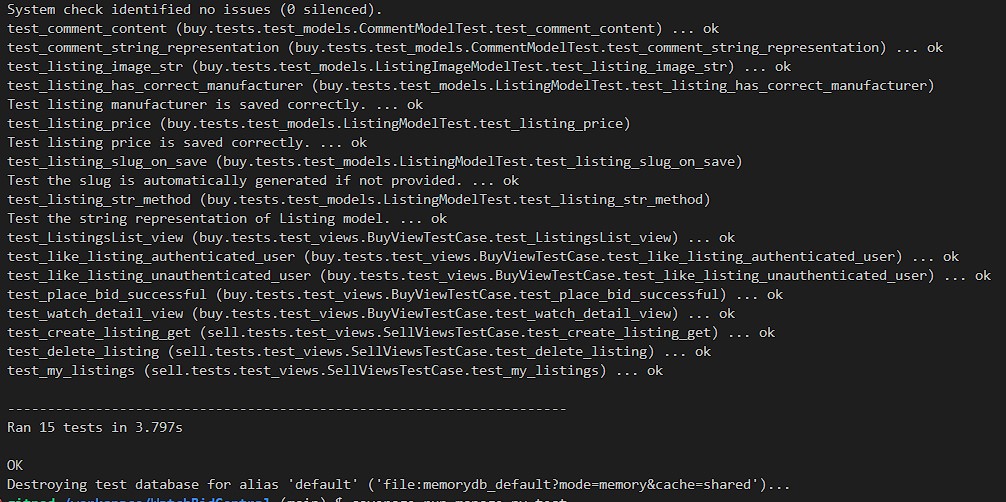 System check identified no issues (0 silenced).
test_comment_content (buy.tests.test_models.CommentModelTest.test_comment_content) ... ok
test_comment_string_representation (buy.tests.test_models.CommentModelTest.test_comment_string_representation) ... ok
test_listing_image_str (buy.tests.test_models.ListingImageModelTest.test_listing_image_str) ... ok
test_listing_has_correct_manufacturer (buy.tests.test_models.ListingModelTest.test_listing_has_correct_manufacturer)
Test listing manufacturer is saved correctly. ... ok
test_listing_price (buy.tests.test_models.ListingModelTest.test_listing_price)
Test listing price is saved correctly. ... ok
test_listing_slug_on_save (buy.tests.test_models.ListingModelTest.test_listing_slug_on_save)
Test the slug is automatically generated if not provided. ... ok
test_listing_str_method (buy.tests.test_models.ListingModelTest.test_listing_str_method)
Test the string representation of Listing model. ... ok
test_ListingsList_view (buy.tests.test_views.BuyViewTestCase.test_ListingsList_view) ... ok
test_like_listing_authenticated_user (buy.tests.test_views.BuyViewTestCase.test_like_listing_authenticated_user) ... ok
test_like_listing_unauthenticated_user (buy.tests.test_views.BuyViewTestCase.test_like_listing_unauthenticated_user) ... ok
test_place_bid_successful (buy.tests.test_views.BuyViewTestCase.test_place_bid_successful) ... ok
test_watch_detail_view (buy.tests.test_views.BuyViewTestCase.test_watch_detail_view) ... ok
test_create_listing_get (sell.tests.test_views.SellViewsTestCase.test_create_listing_get) ... ok
test_delete_listing (sell.tests.test_views.SellViewsTestCase.test_delete_listing) ... ok
test_my_listings (sell.tests.test_views.SellViewsTestCase.test_my_listings) ... ok
----------------------------------------------------------------------
Ran 15 tests in 3.797s
OK
Destroying test database for alias 'default' ('file:memorydb_default?mode=memory&cache=shared')...